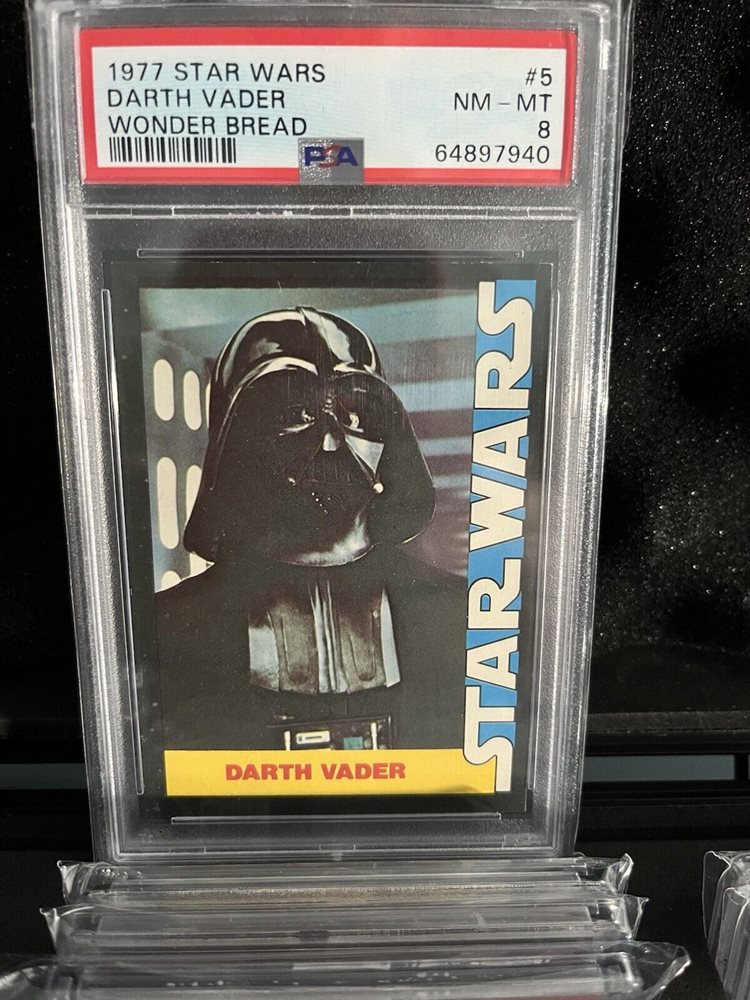 1977 STAR WARS #5
DARTH VADER NM - MT
WONDER BREAD 8
PSA 64897940
STAR WARS
DARTH VADER